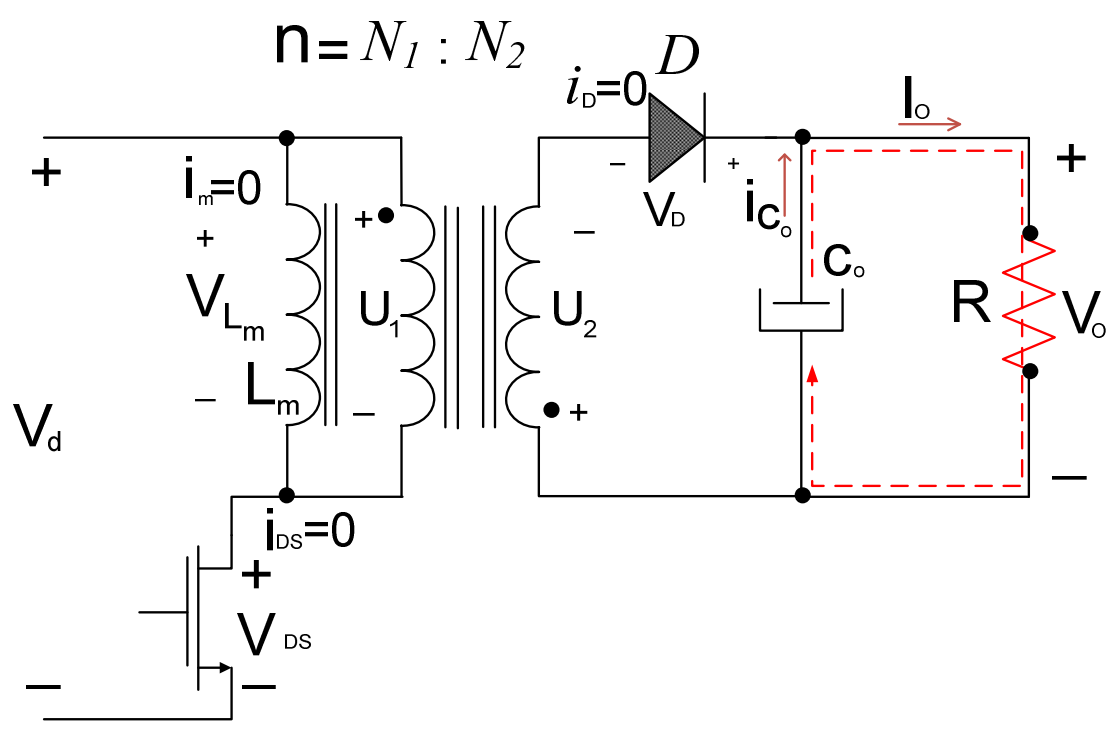 n=N1 : N2
D
iD=0
IO
+
+
im=0
- + -
VD
iCo
+ + -
VLm
U1
U2
Co
R
VO
Lm
- - +
Vd
-
iDS=0
+
VDS
- -